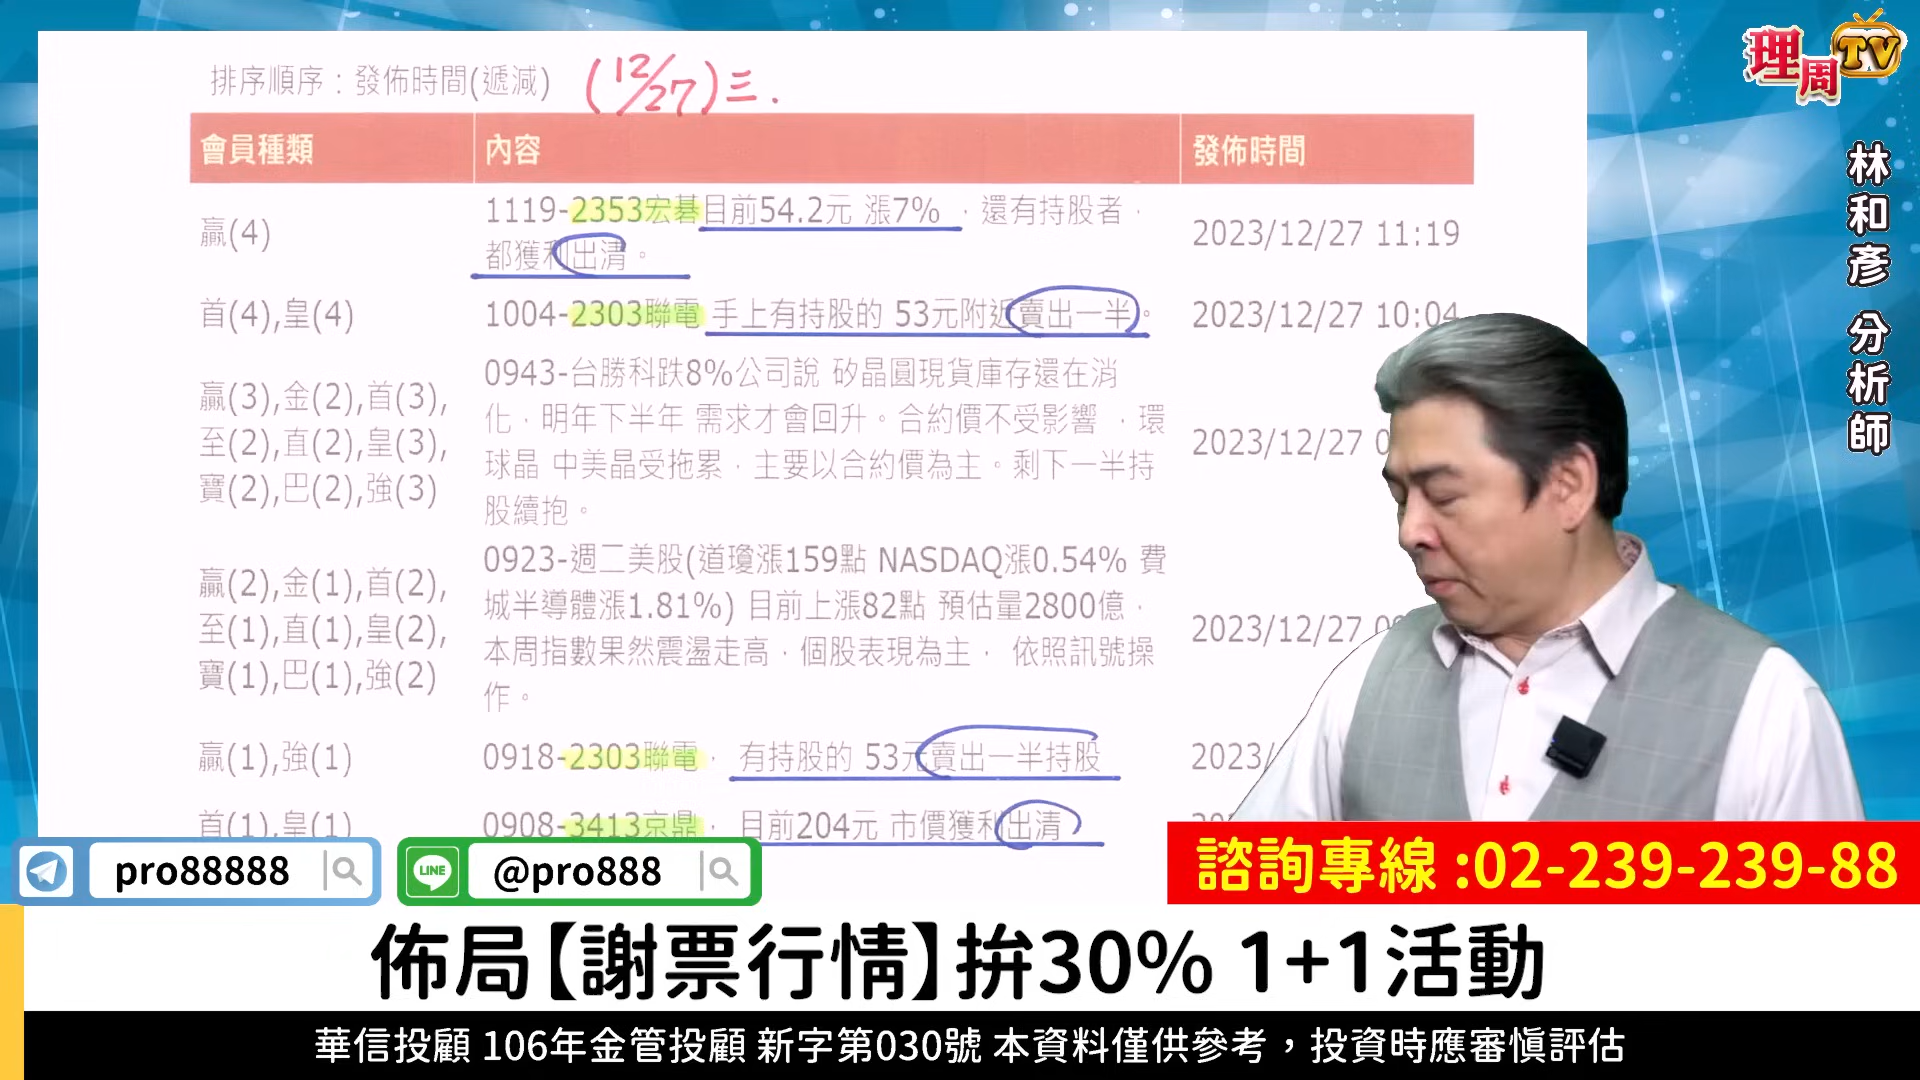 排序順序：發佈時間(遞減) (12/27)三.
理周TV
會員種類 內容 發佈時間
贏(4)
1119-2353宏碁目前54.2元 漲7% ，還有持股者，
都獲利出清。
2023/12/27 11:19
首(4),皇(4)
1004-2303聯電 手上有持股的 53元附近賣出一半。
2023/12/27 10:04
贏(3),金(2),首(3),
至(2),直(2),皇(3),
寶(2),巴(2),強(3)
0943-台勝科跌8%公司說 矽晶圓現貨庫存還在消
化，明年下半年 需求才會回升。合約價不受影響 ，環
球晶 中美晶受拖累，主要以合約價為主。剩下一半持
股續抱。
2023/12/27 0
贏(2),金(1),首(2),
至(1),直(1),皇(2),
寶(1),巴(1),強(2)
0923-週二美股(道瓊漲159點 NASDAQ漲0.54% 費
城半導體漲1.81%) 目前上漲82點 預估量2800億，
本周指數果然震盪走高，個股表現為主， 依照訊號操
作。
2023/12/27 0
贏(1),強(1)
0918-2303聯電， 有持股的 53元賣出一半持股
2023/
首(1),皇(1)
0908-3413京鼎， 目前204元 市價獲利出清
林和彥 分析師
pro88888
LINE @pro888
諮詢專線 :02-239-239-88
佈局【謝票行情】拚30% 1+1活動
華信投顧 106年金管投顧 新字第030號 本資料僅供參考，投資時應審慎評估